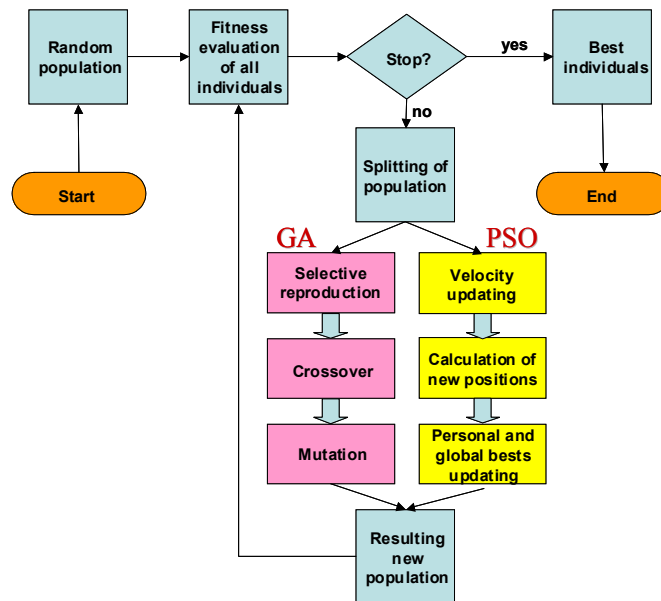 Random
population
Fitness
evaluation
of all
individuals
Stop?
yes
Best
individuals
no
Start
Splitting of
population
End
GA
PSO
Selective
reproduction
Velocity
updating
Crossover
Calculation of
new positions
Mutation
Personal and
global bests
updating
Resulting
new
population